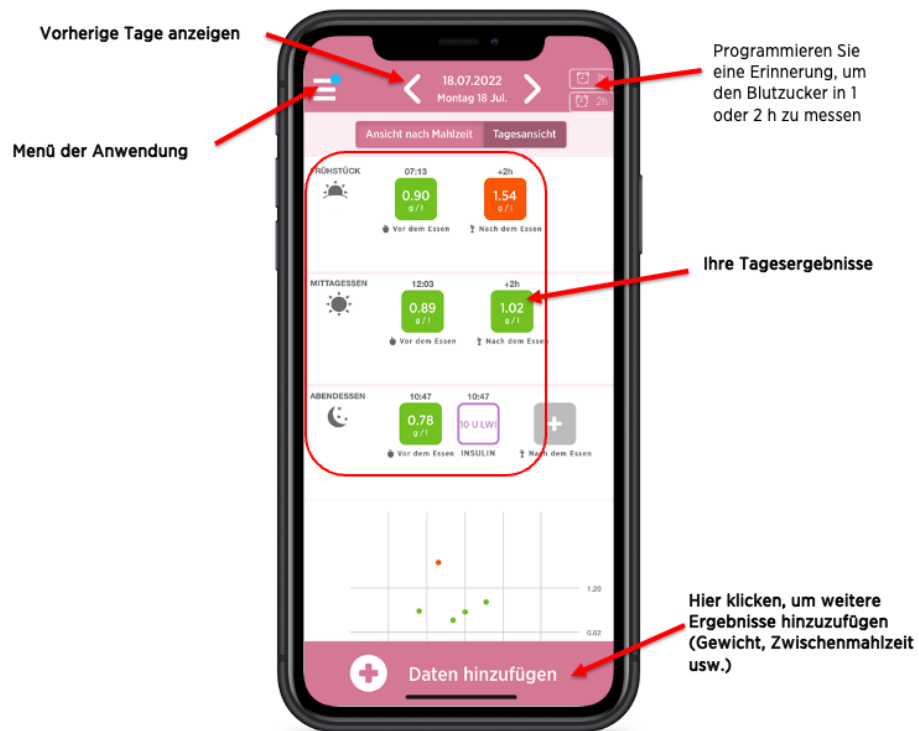 Vorherige Tage anzeigen
18.07.2022
Montag 18 Jul.
1h
2h
Programmieren Sie
eine Erinnerung, um
den Blutzucker in 1
oder 2 h zu messen
Menü der Anwendung
Ansicht nach Mahlzeit Tagesansicht
FRÜHSTÜCK 07:13 +2h
0.90 1.54
g/l g/l
Vor dem Essen Nach dem Essen
Ihre Tagesergebnisse
MITTAGESSEN 12:03 +2h
0.89 1.02
g/l g/l
Vor dem Essen Nach dem Essen
ABENDESSEN 10:47 10:47
0.78 10 U LWI
g/l
Vor dem Essen INSULIN Nach dem Essen
1.20
0.62
Hier klicken, um weitere
Ergebnisse hinzuzufügen
(Gewicht, Zwischenmahlzeit
usw.)
Daten hinzufügen